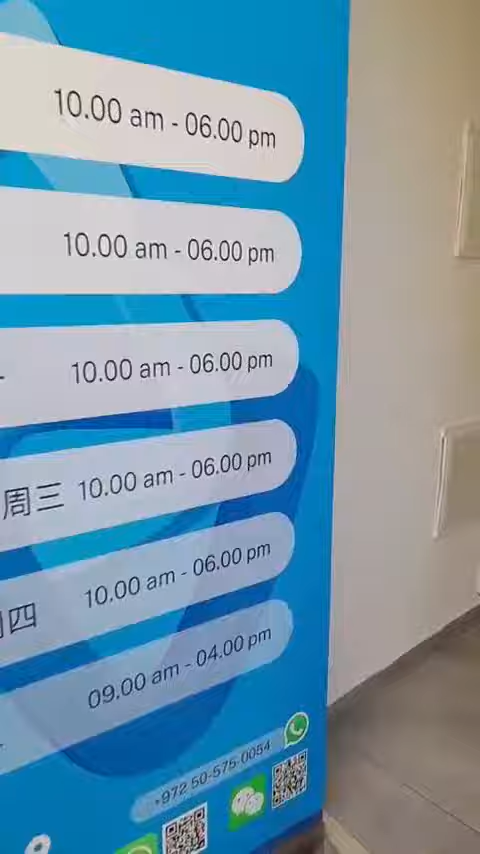 10.00 am - 06.00 pm
10.00 am - 06.00 pm
10.00 am - 06.00 pm
周三 10.00 am - 06.00 pm
四 10.00 am - 06.00 pm
09.00 am - 04.00 pm
+972 50-575-0054